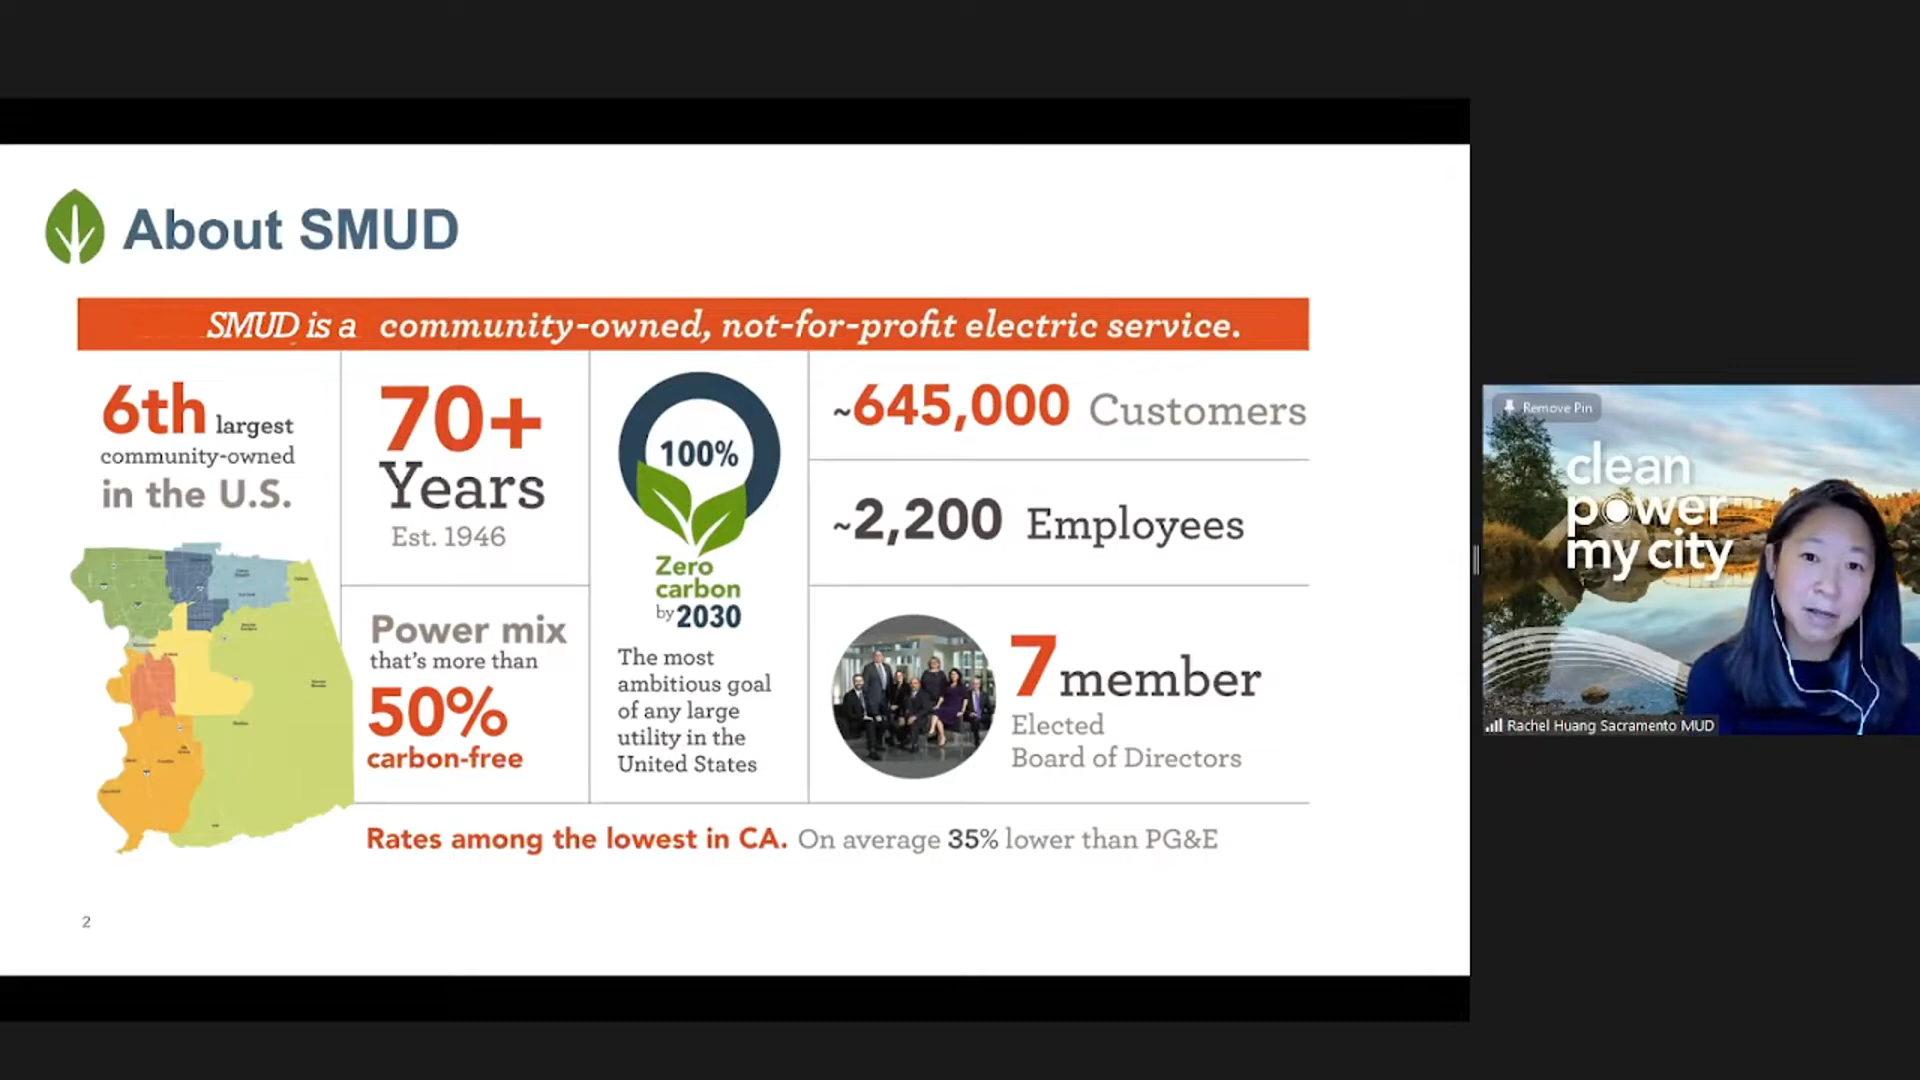 About SMUD
SMUD is a community-owned, not-for-profit electric service.
6th largest
community-owned
in the U.S.
70+
Years
Est. 1946
Power mix
that's more than
50%
carbon-free
100%
Zero
carbon
by 2030
The most
ambitious goal
of any large
utility in the
United States
~645,000 Customers
~2,200 Employees
7 member
Elected
Board of Directors
Rates among the lowest in CA. On average 35% lower than PG&E
2
Remove Pin
clean
power
my city
Rachel Huang Sacramento MUD